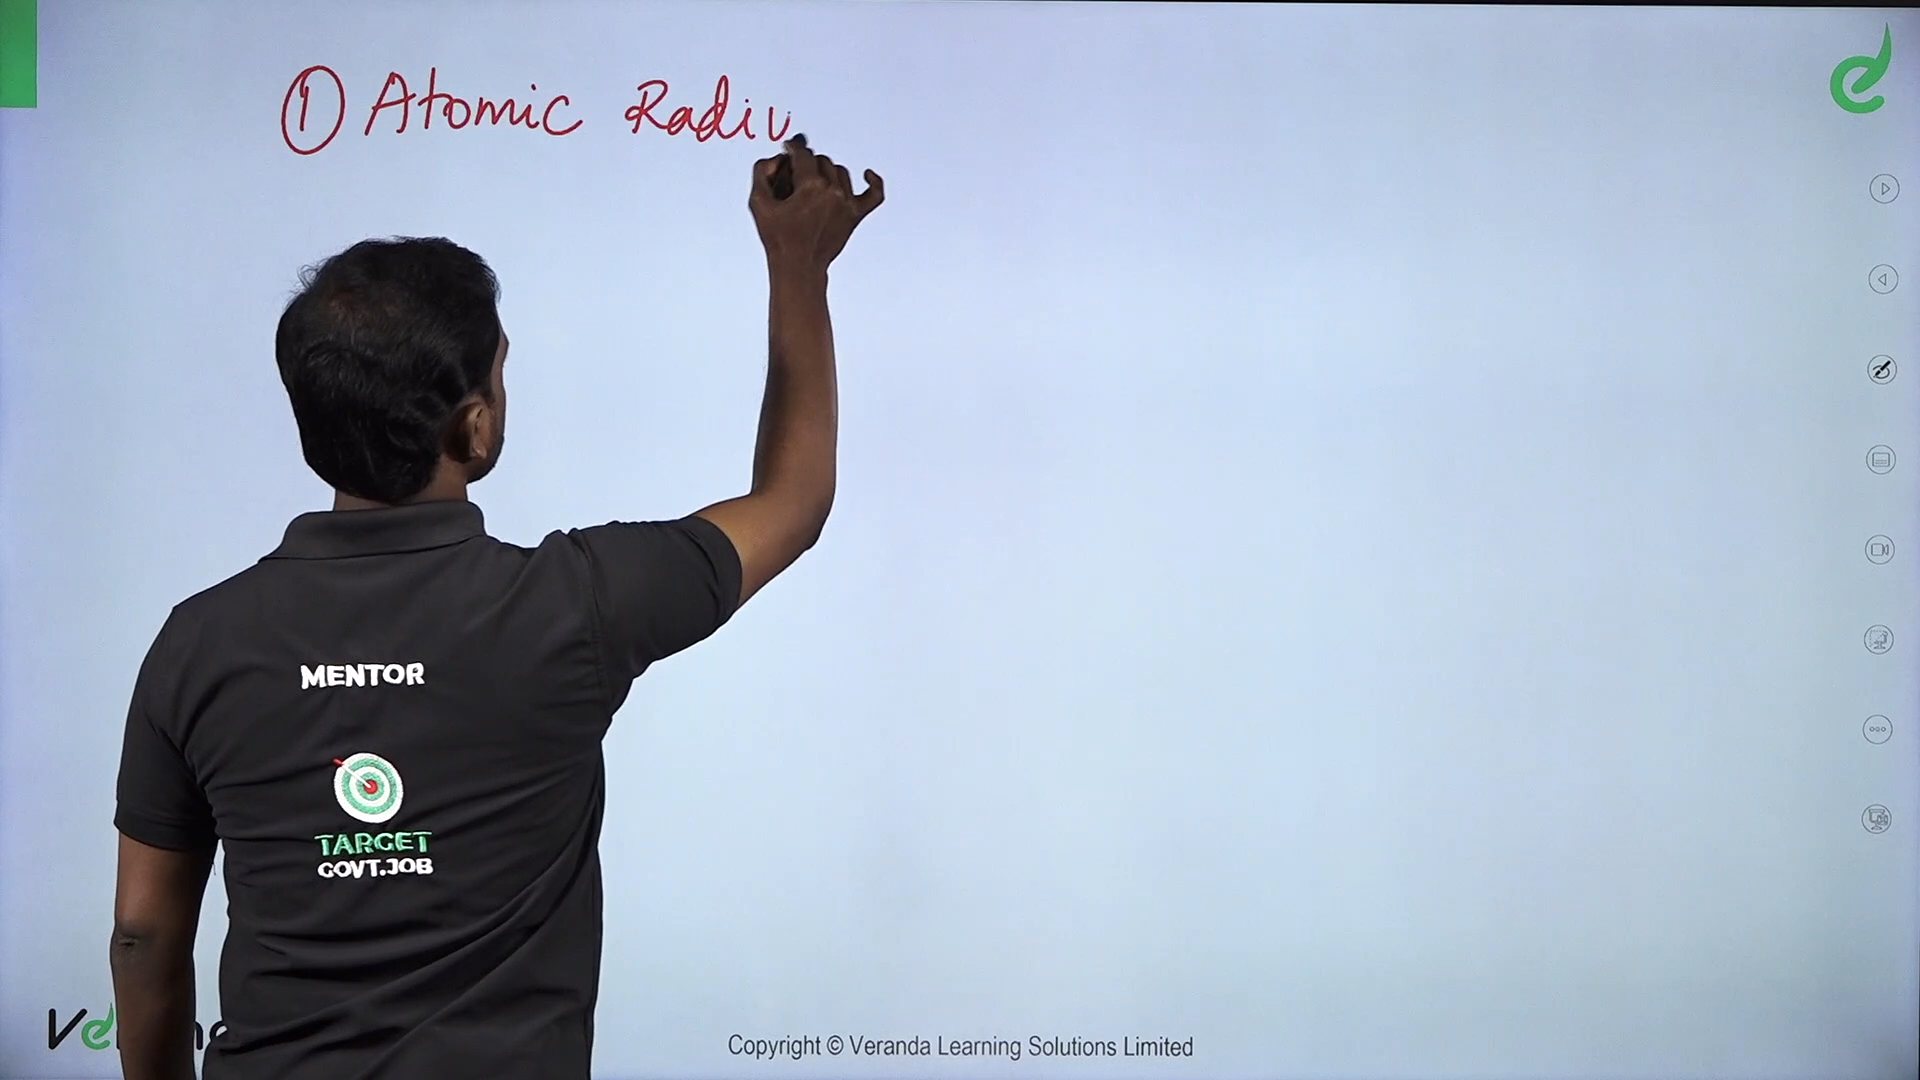 ① Atomic Radiu
MENTOR
TARGET
GOVT.JOB
Copyright © Veranda Learning Solutions Limited